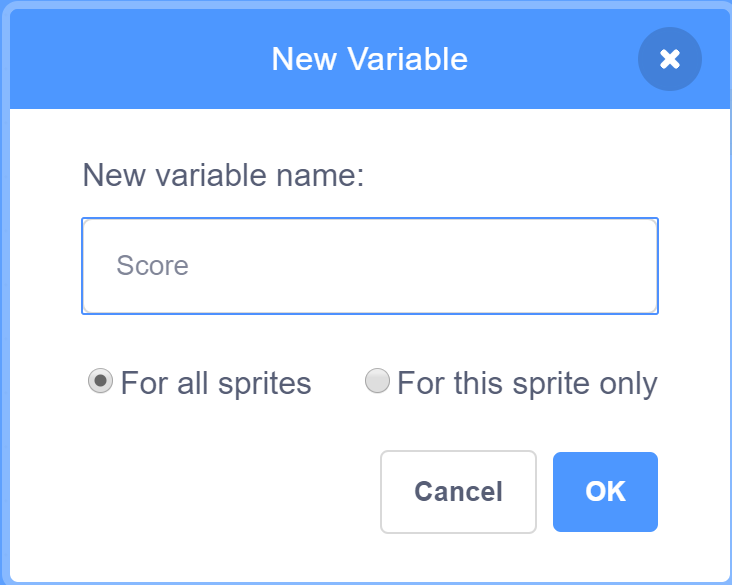 New Variable
New variable name:
Score
For all sprites For this sprite only
Cancel OK